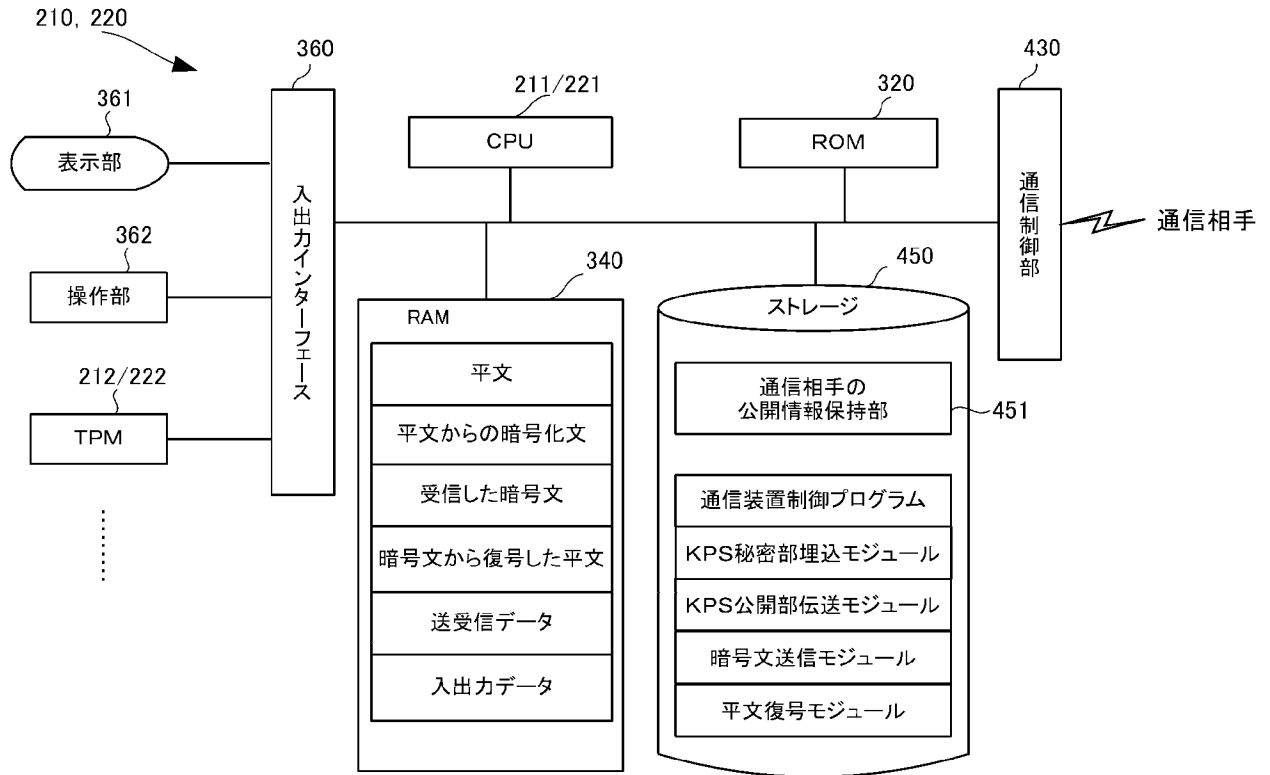 210, 220
360
361
表示部
362
操作部
212/222
TPM
入出力インターフェース
211/221
CPU
320
ROM
430
通信制御部
通信相手
340
RAM
平文
平文からの暗号化文
受信した暗号文
暗号文から復号した平文
送受信データ
入出力データ
450
ストレージ
通信相手の
公開情報保持部
451
通信装置制御プログラム
KPS秘密部埋込モジュール
KPS公開部伝送モジュール
暗号文送信モジュール
平文復号モジュール